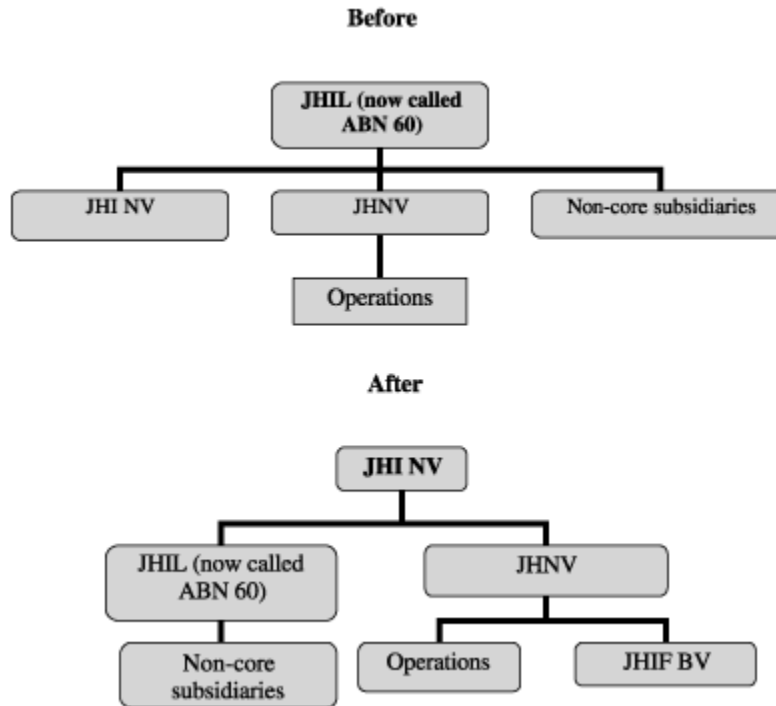 Before
JHIL (now called
ABN 60)
JHI NV
JHNV
Non-core subsidiaries
Operations
After
JHI NV
JHIL (now called
ABN 60)
JHNV
Non-core
subsidiaries
Operations
JHIF BV